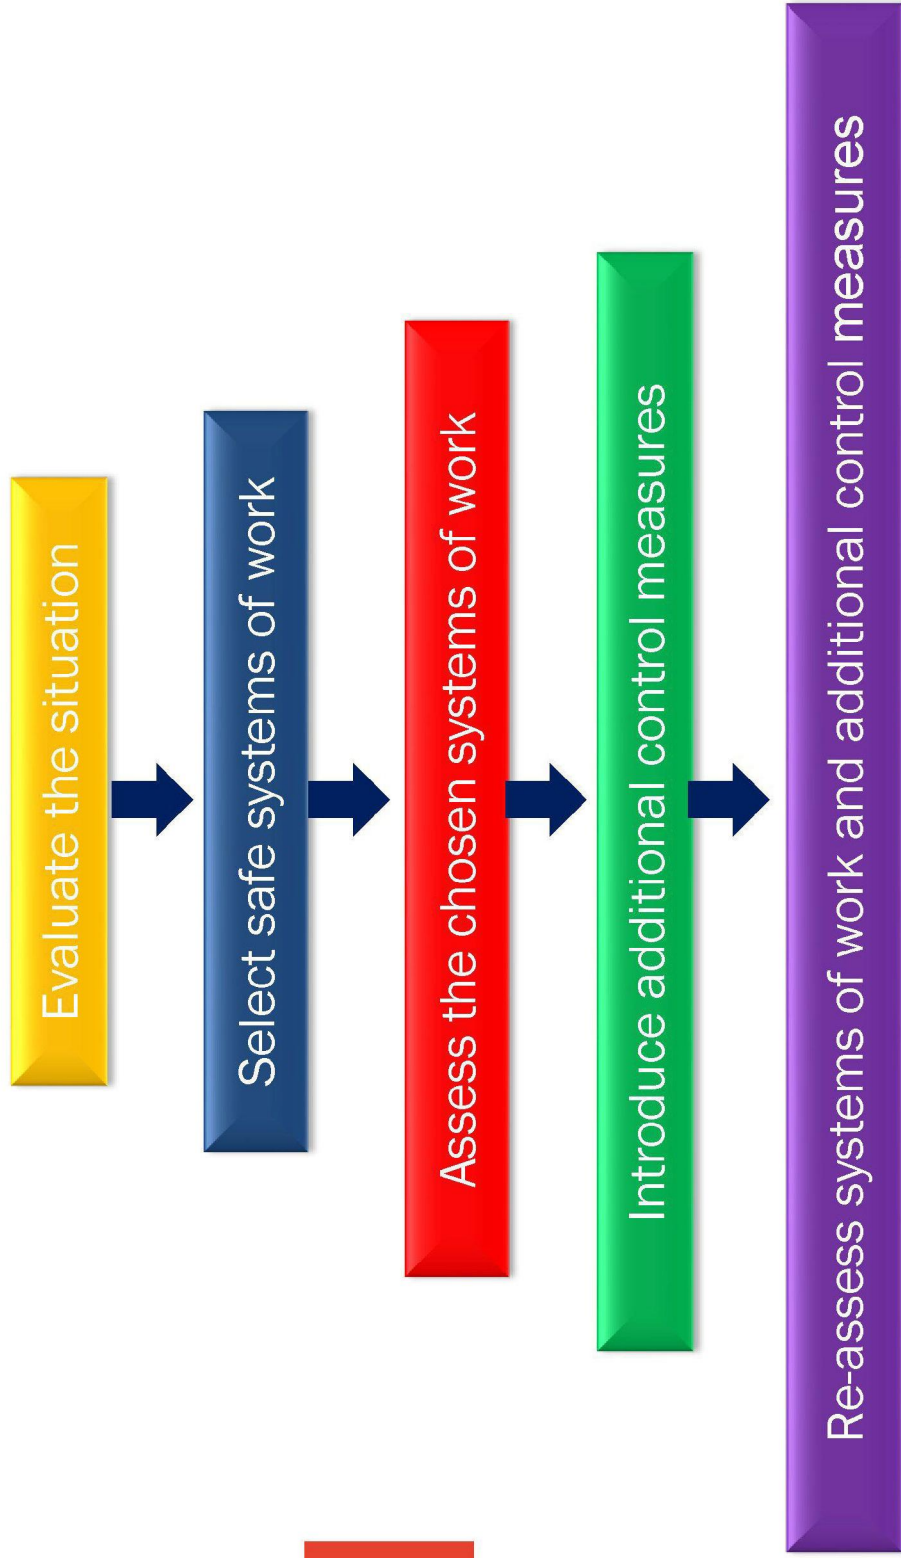 Evaluate the situation
Select safe systems of work
Assess the chosen systems of work
Introduce additional control measures
Re-assess systems of work and additional control measures